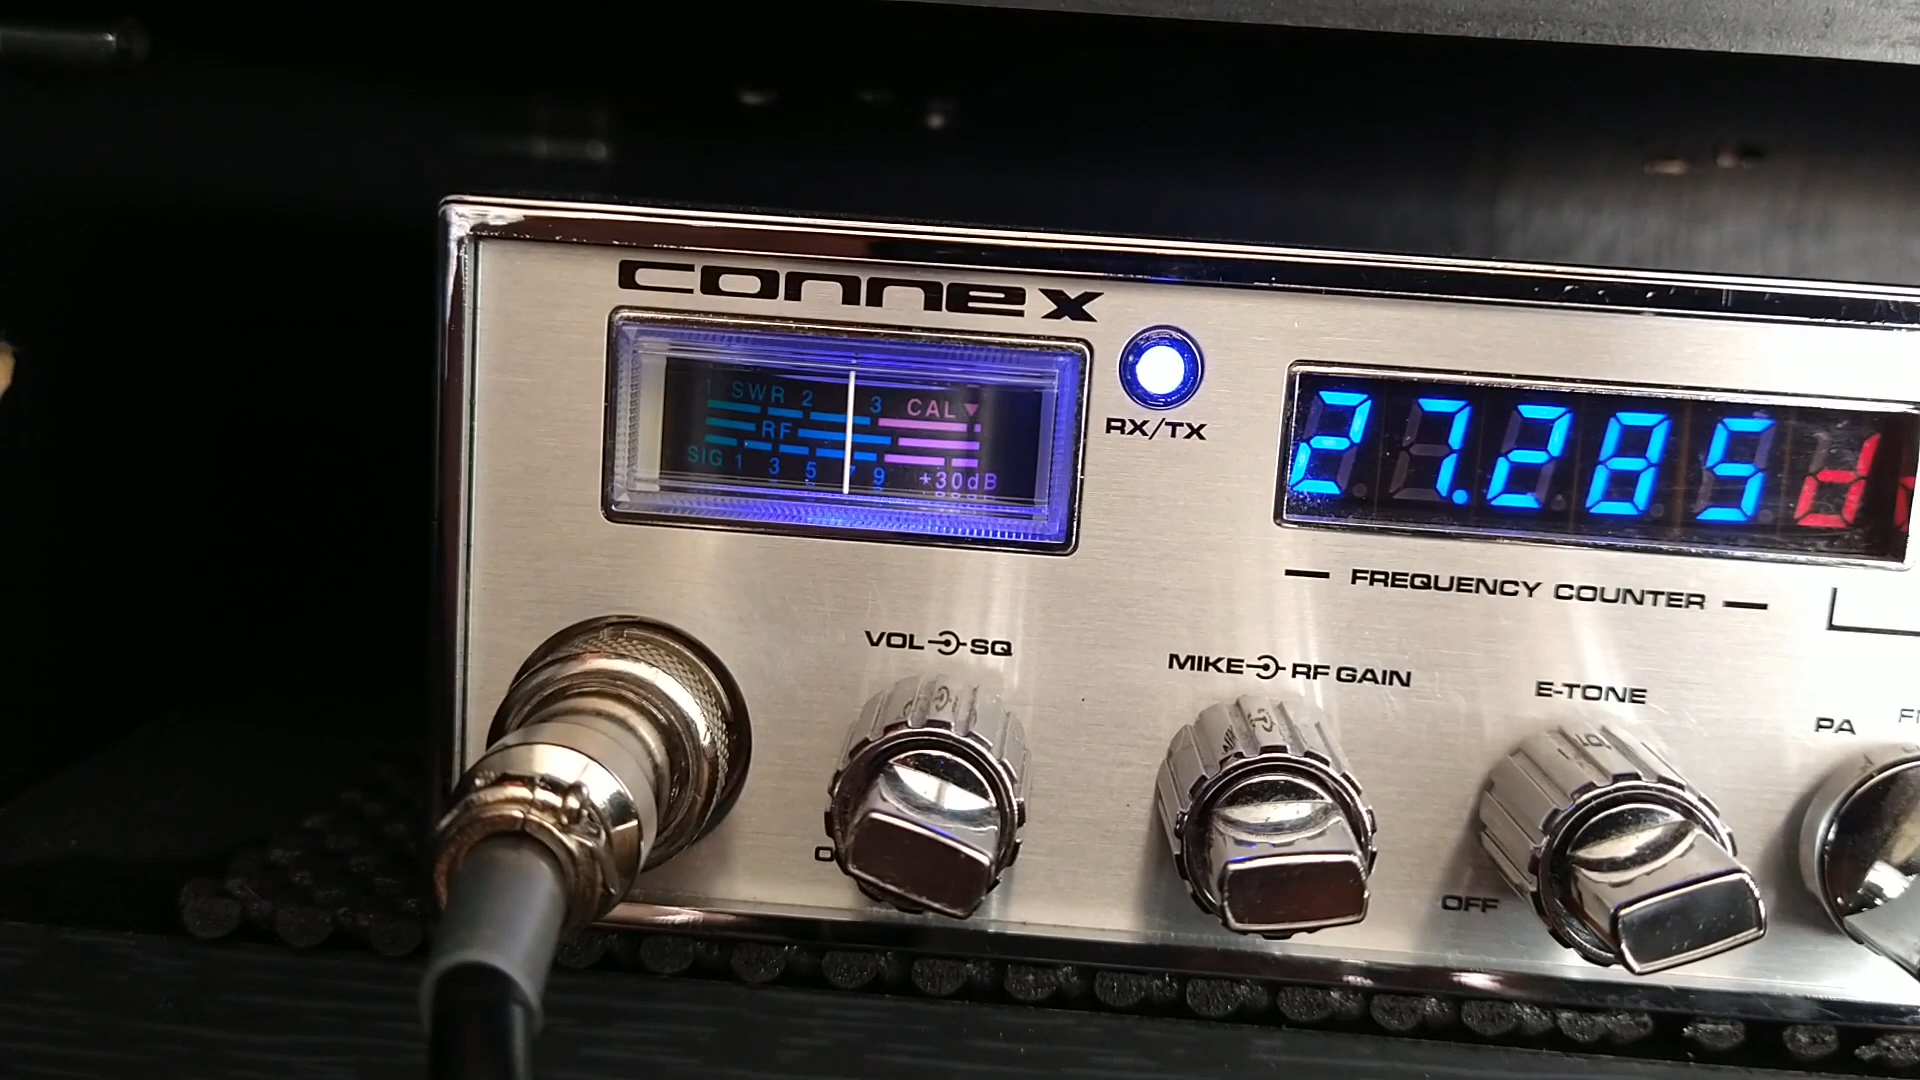 connex
1 SWR 2 3 CAL
RF
SIG 1 3 5 7 9 +30dB
RX/TX
27.285
FREQUENCY COUNTER
VOL SQ
MIKE RF GAIN
E-TONE
PA
OFF